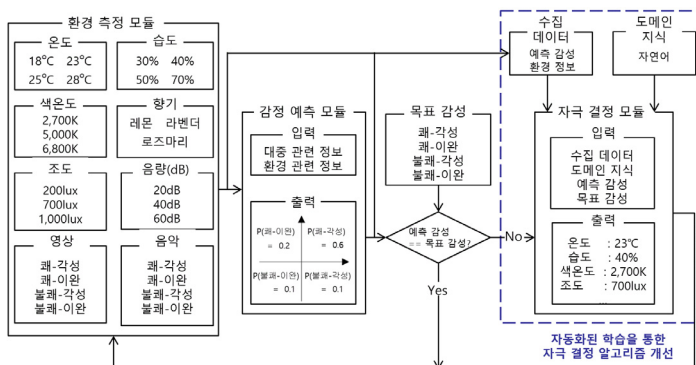 환경 측정 모듈
온도
18℃ 23℃
25℃ 28℃
습도
30% 40%
50% 70%
색온도
2,700K
5,000K
6,800K
향기
레몬 라벤더
로즈마리
조도
200lux
700lux
1,000lux
음량(dB)
20dB
40dB
60dB
영상
쾌-각성
쾌-이완
불쾌-각성
불쾌-이완
음악
쾌-각성
쾌-이완
불쾌-각성
불쾌-이완
감정 예측 모듈
입력
대중 관련 정보
환경 관련 정보
출력
P(쾌-이완)
= 0.2
P(쾌-각성)
= 0.6
P(불쾌-이완)
= 0.1
P(불쾌-각성)
= 0.1
목표 감성
쾌-각성
쾌-이완
불쾌-각성
불쾌-이완
예측 감성
== 목표 감성?
No
Yes
수집
데이터
예측 감성
환경 정보
도메인
지식
자연어
자극 결정 모듈
입력
수집 데이터
도메인 지식
예측 감성
목표 감성
출력
온도 : 23℃
습도 : 40%
색온도 : 2,700K
조도 : 700lux
...
자동화된 학습을 통한
자극 결정 알고리즘 개선